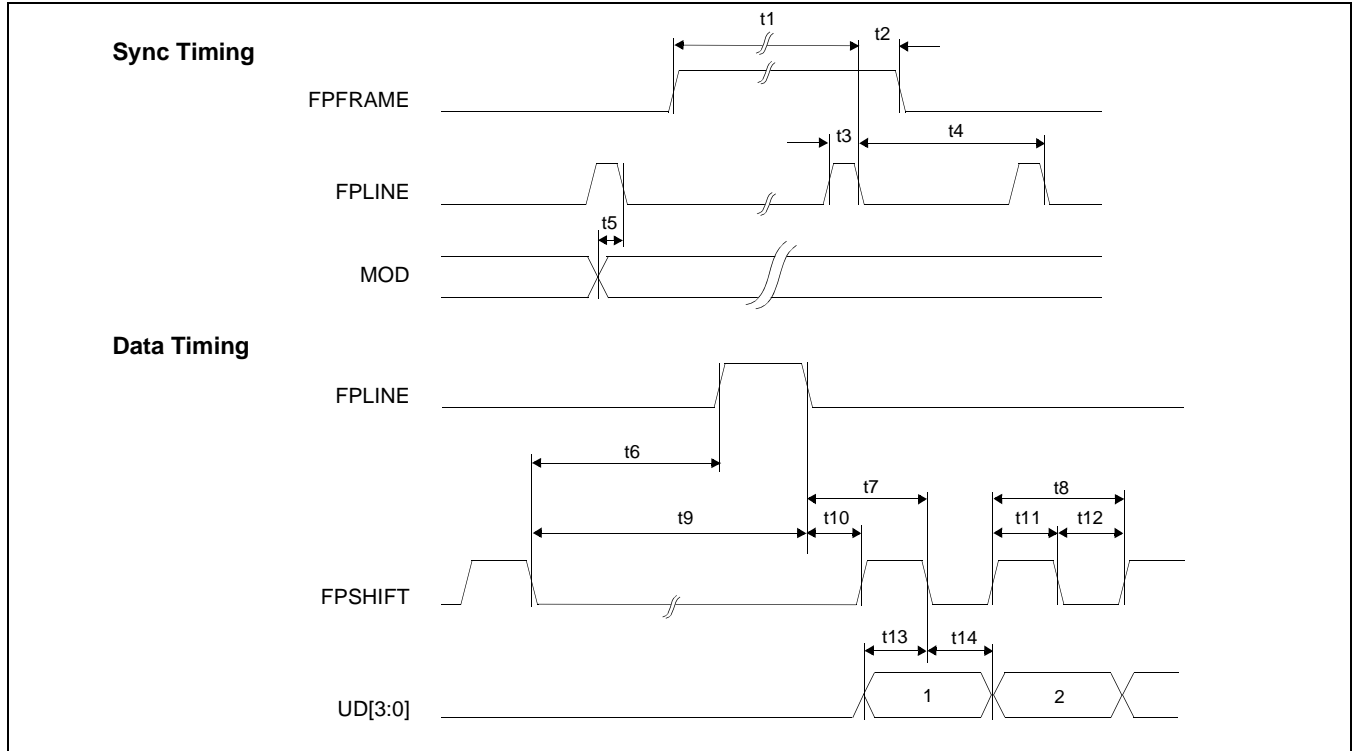 Sync Timing
t1
t2
FPFRAME
t3
t4
FPLINE
t5
MOD
Data Timing
FPLINE
t6
t7
t8
t9
t10
t11
t12
FPSHIFT
t13
t14
UD[3:0]
1
2